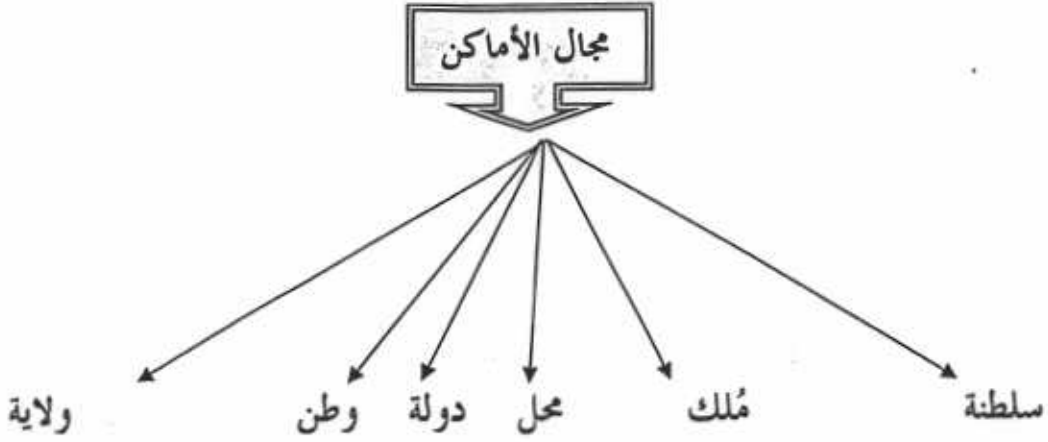 مجال الأماكن
سلطنة مُلك محل دولة وطن ولاية